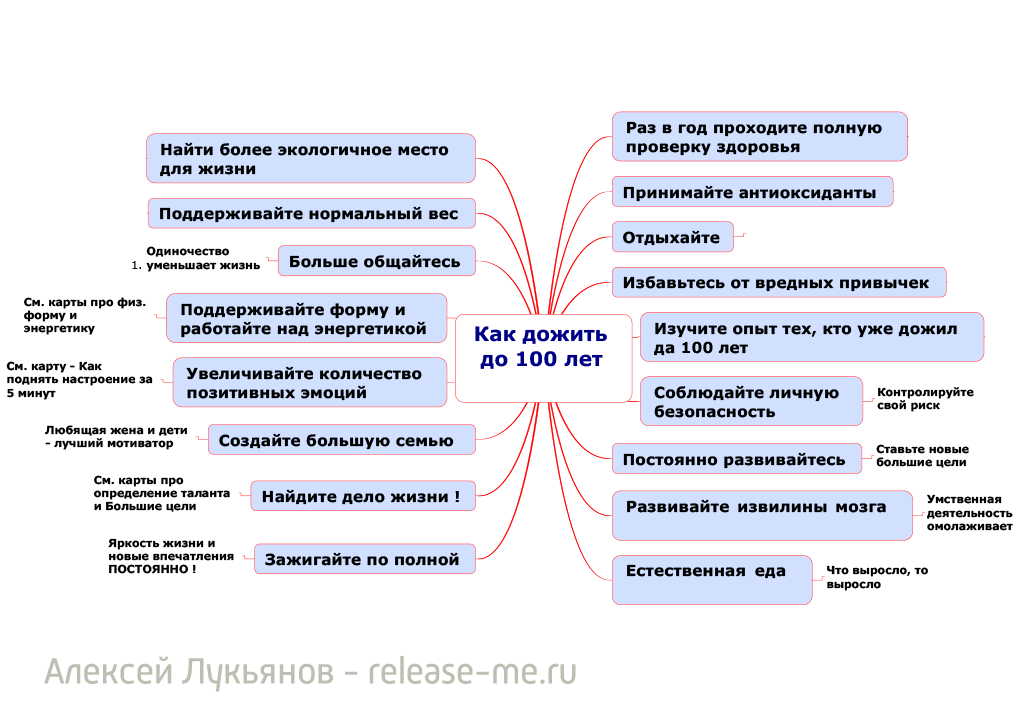 Как дожить
до 100 лет
Раз в год проходите полную
проверку здоровья
Принимайте антиоксиданты
Отдыхайте
Избавьтесь от вредных привычек
Изучите опыт тех, кто уже дожил
да 100 лет
Соблюдайте личную
безопасность
Контролируйте
свой риск
Постоянно развивайтесь
Ставьте новые
большие цели
Развивайте извилины мозга
Умственная
деятельность
омолаживает
Естественная еда
Что выросло, то
выросло
Найти более экологичное место
для жизни
Поддерживайте нормальный вес
Больше общайтесь
Одиночество
1. уменьшает жизнь
Поддерживайте форму и
работайте над энергетикой
См. карты про физ.
форму и
энергетику
Увеличивайте количество
позитивных эмоций
См. карту - Как
поднять настроение за
5 минут
Создайте большую семью
Любящая жена и дети
- лучший мотиватор
Найдите дело жизни !
См. карты про
определение таланта
и Большие цели
Зажигайте по полной
Яркость жизни и
новые впечатления
ПОСТОЯННО !
Алексей Лукьянов - release-me.ru